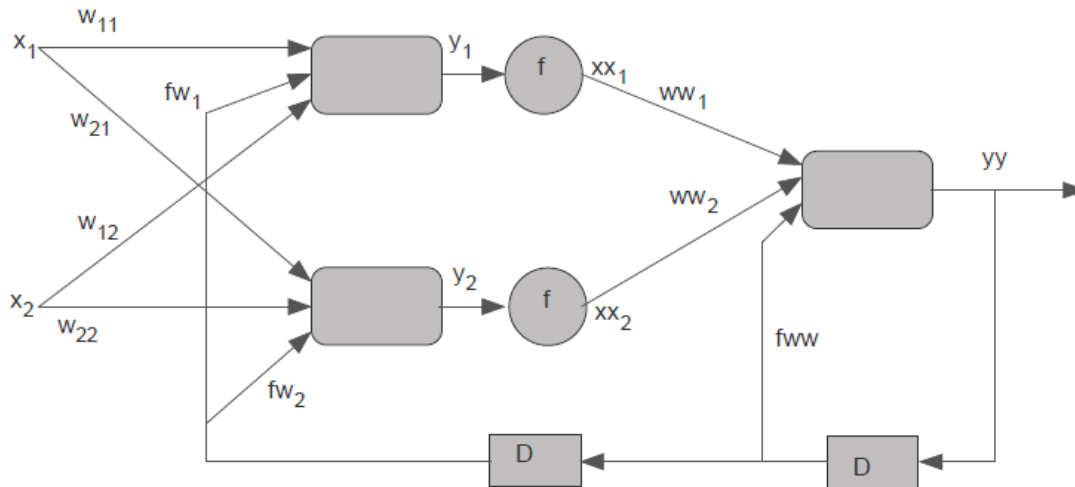 w₁₁
x₁
y₁
f
xx₁
fw₁
ww₁
w₂₁
yy
ww₂
w₁₂
y₂
f
x₂
xx₂
w₂₂
fww
fw₂
D
D